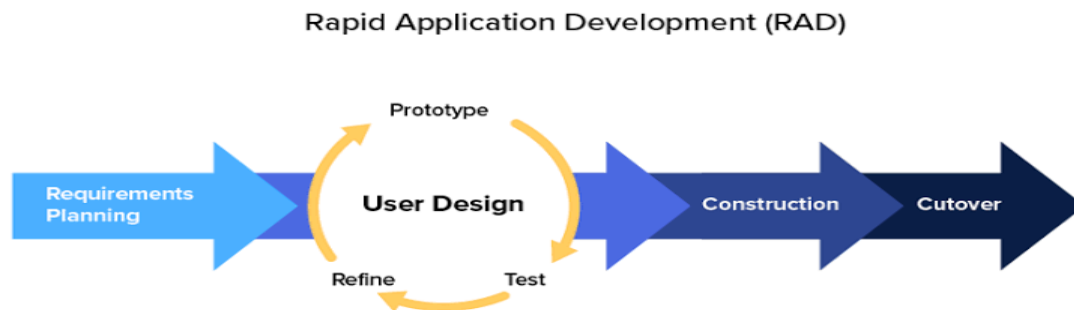 Rapid Application Development (RAD)
Prototype
Requirements
Planning
User Design
Construction
Cutover
Refine
Test